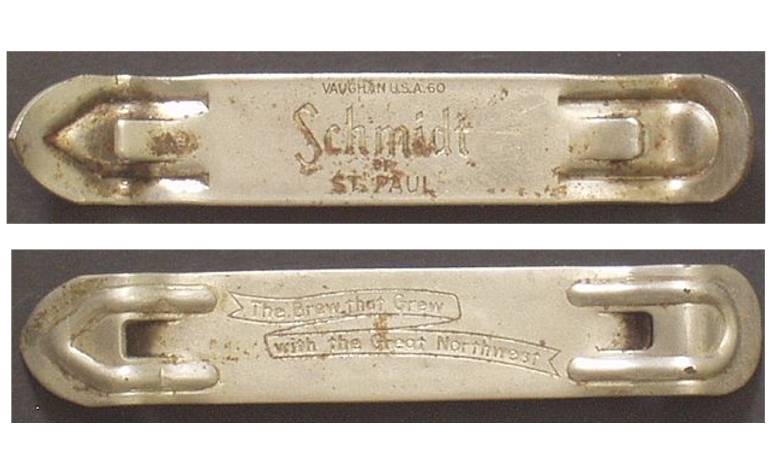 VAUGHAN U.S.A. 60
Schmidt
OF
ST. PAUL
The Brew that Grew
with the Great Northwest